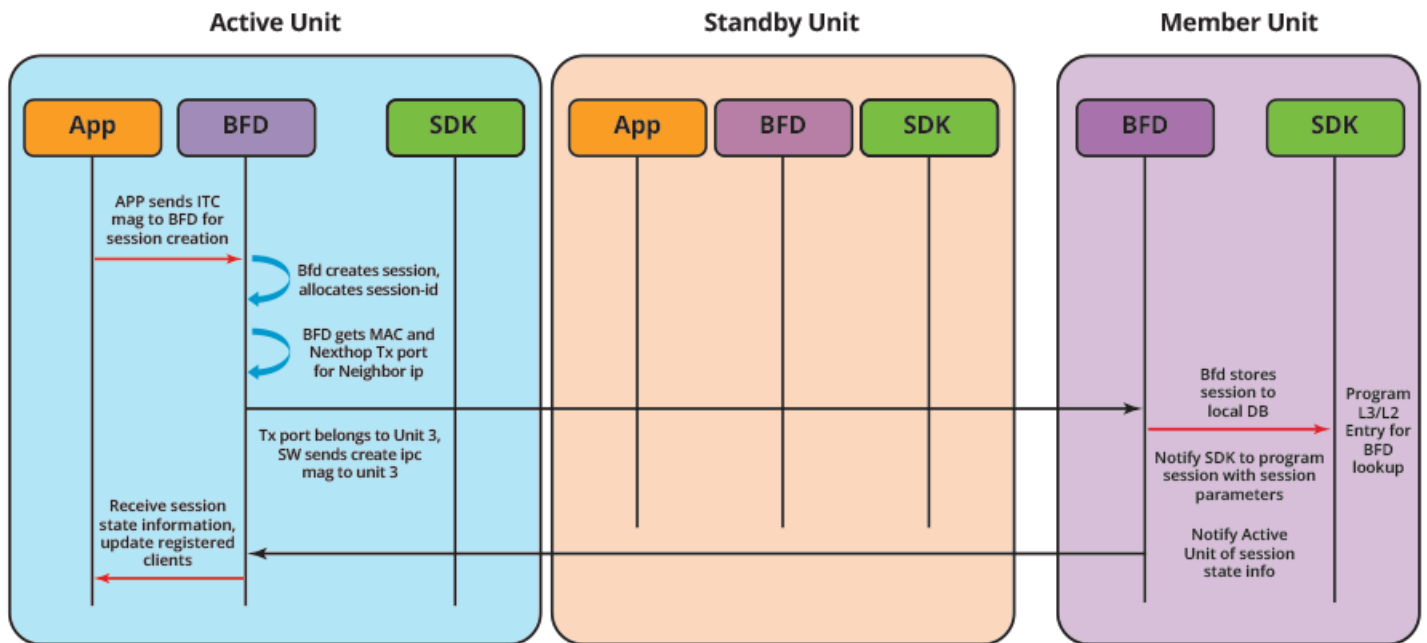 Active Unit
Standby Unit
Member Unit
App
BFD
SDK
App
BFD
SDK
BFD
SDK
APP sends ITC
mag to BFD for
session creation
Bfd creates session,
allocates session-id
BFD gets MAC and
Nexthop Tx port
for Neighbor ip
Tx port belongs to Unit 3,
SW sends create ipc
mag to unit 3
Receive session
state information,
update registered
clients
Bfd stores
session to
local DB
Notify SDK to program
session with session
parameters
Program
L3/L2
Entry for
BFD
lookup
Notify Active
Unit of session
state info